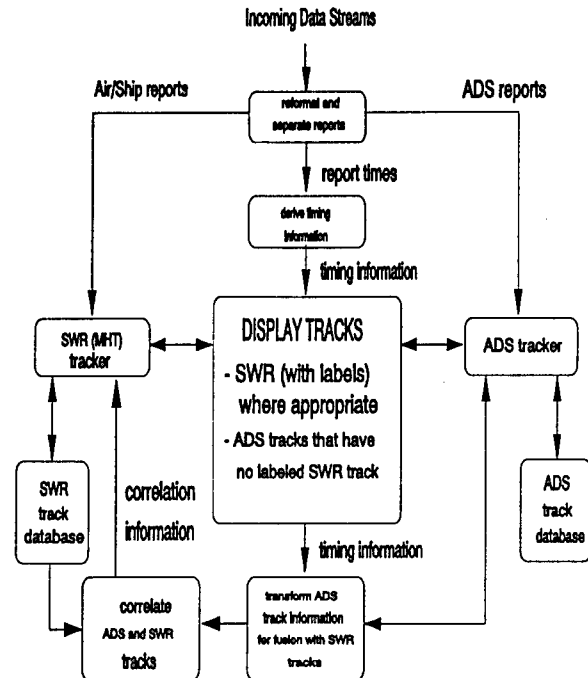 Incoming Data Streams
Air/Ship reports
ADS reports
reformat and
separate reports
report times
derive timing
information
timing information
SWR (MHT)
tracker
DISPLAY TRACKS
- SWR (with labels)
where appropriate
- ADS tracks that have
no labeled SWR track
ADS tracker
SWR
track
database
correlation
information
ADS
track
database
timing information
correlate
ADS and SWR
tracks
transform ADS
track information
for fusion with SWR
tracks